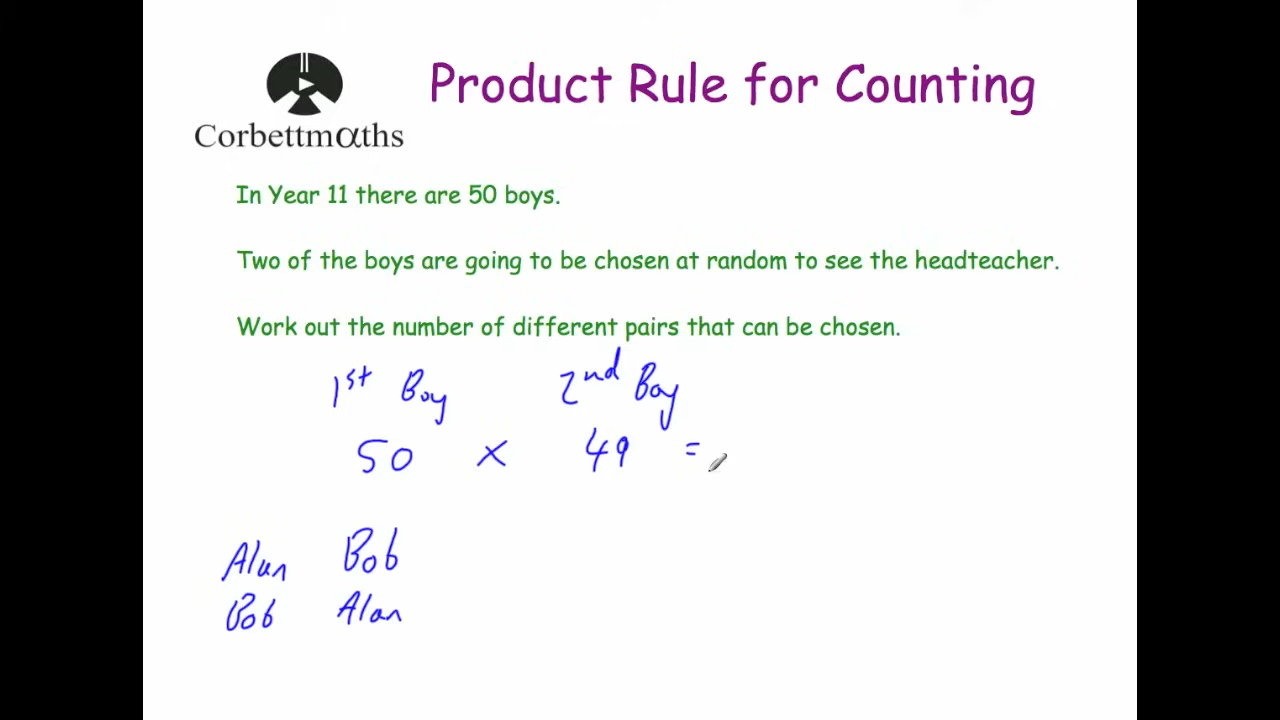 Product Rule for Counting
Corbettmαths
In Year 11 there are 50 boys.
Two of the boys are going to be chosen at random to see the headteacher.
Work out the number of different pairs that can be chosen.
1st Boy 2nd Boy
50 × 49 =
Alan Bob
Bob Alan